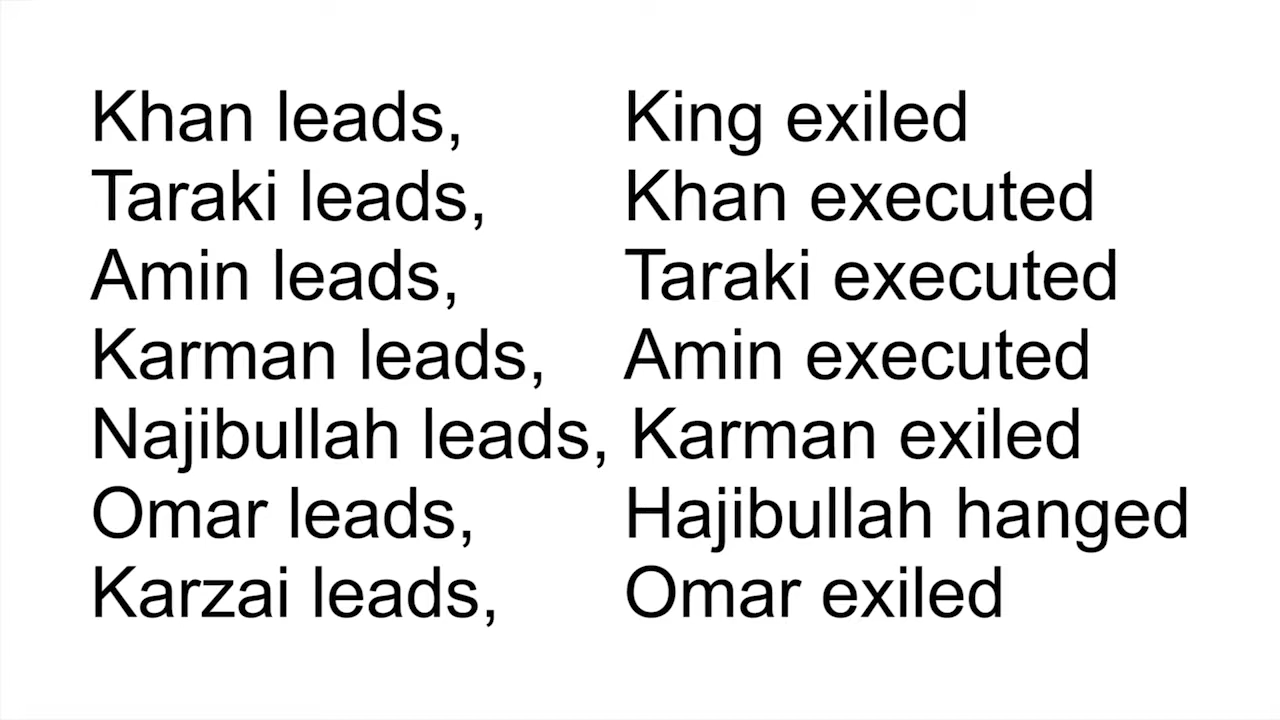 Khan leads, King exiled
Taraki leads, Khan executed
Amin leads, Taraki executed
Karman leads, Amin executed
Najibullah leads, Karman exiled
Omar leads, Hajibullah hanged
Karzai leads, Omar exiled